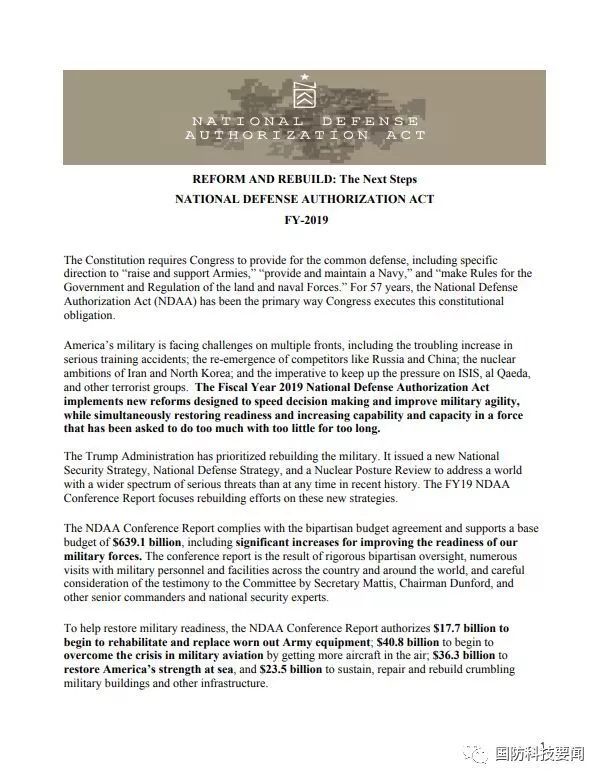 NATIONAL DEFENSE
AUTHORIZATION ACT
REFORM AND REBUILD: The Next Steps
NATIONAL DEFENSE AUTHORIZATION ACT
FY-2019
The Constitution requires Congress to provide for the common defense, including specific
direction to “raise and support Armies,” “provide and maintain a Navy,” and “make Rules for the
Government and Regulation of the land and naval Forces.” For 57 years, the National Defense
Authorization Act (NDAA) has been the primary way Congress executes this constitutional
obligation.
America’s military is facing challenges on multiple fronts, including the troubling increase in
serious training accidents; the re-emergence of competitors like Russia and China; the nuclear
ambitions of Iran and North Korea; and the imperative to keep up the pressure on ISIS, al Qaeda,
and other terrorist groups. The Fiscal Year 2019 National Defense Authorization Act
implements new reforms designed to speed decision making and improve military agility,
while simultaneously restoring readiness and increasing capability and capacity in a force
that has been asked to do too much with too little for too long.
The Trump Administration has prioritized rebuilding the military. It issued a new National
Security Strategy, National Defense Strategy, and a Nuclear Posture Review to address a world
with a wider spectrum of serious threats than at any time in recent history. The FY19 NDAA
Conference Report focuses rebuilding efforts on these new strategies.
The NDAA Conference Report complies with the bipartisan budget agreement and supports a base
budget of $639.1 billion, including significant increases for improving the readiness of our
military forces. The conference report is the result of rigorous bipartisan oversight, numerous
visits with military personnel and facilities across the country and around the world, and careful
consideration of the testimony to the Committee by Secretary Mattis, Chairman Dunford, and
other senior commanders and national security experts.
To help restore military readiness, the NDAA Conference Report authorizes $17.7 billion to
begin to rehabilitate and replace worn out Army equipment; $40.8 billion to begin to
overcome the crisis in military aviation by getting more aircraft in the air; $36.3 billion to
restore America’s strength at sea, and $23.5 billion to sustain, repair and rebuild crumbling
military buildings and other infrastructure.
1
国防科技要闻